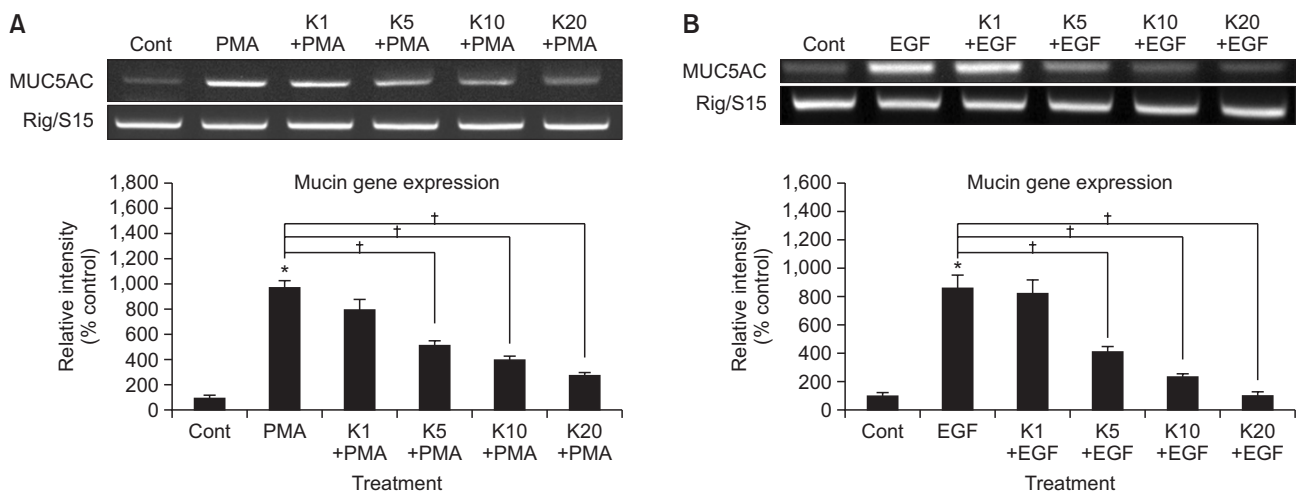 A
Cont PMA K1 +PMA K5 +PMA K10 +PMA K20 +PMA
MUC5AC
Rig/S15
Mucin gene expression
1,800
1,600
1,400
1,200
1,000
800
600
400
200
0
Relative intensity
(% control)
†
†
†
*
Cont PMA K1 K5 K10 K20
+PMA +PMA +PMA +PMA
Treatment
B
Cont EGF K1 +EGF K5 +EGF K10 +EGF K20 +EGF
MUC5AC
Rig/S15
Mucin gene expression
1,600
1,400
1,200
1,000
800
600
400
200
0
Relative intensity
(% control)
†
†
†
*
Cont EGF K1 K5 K10 K20
+EGF +EGF +EGF +EGF
Treatment